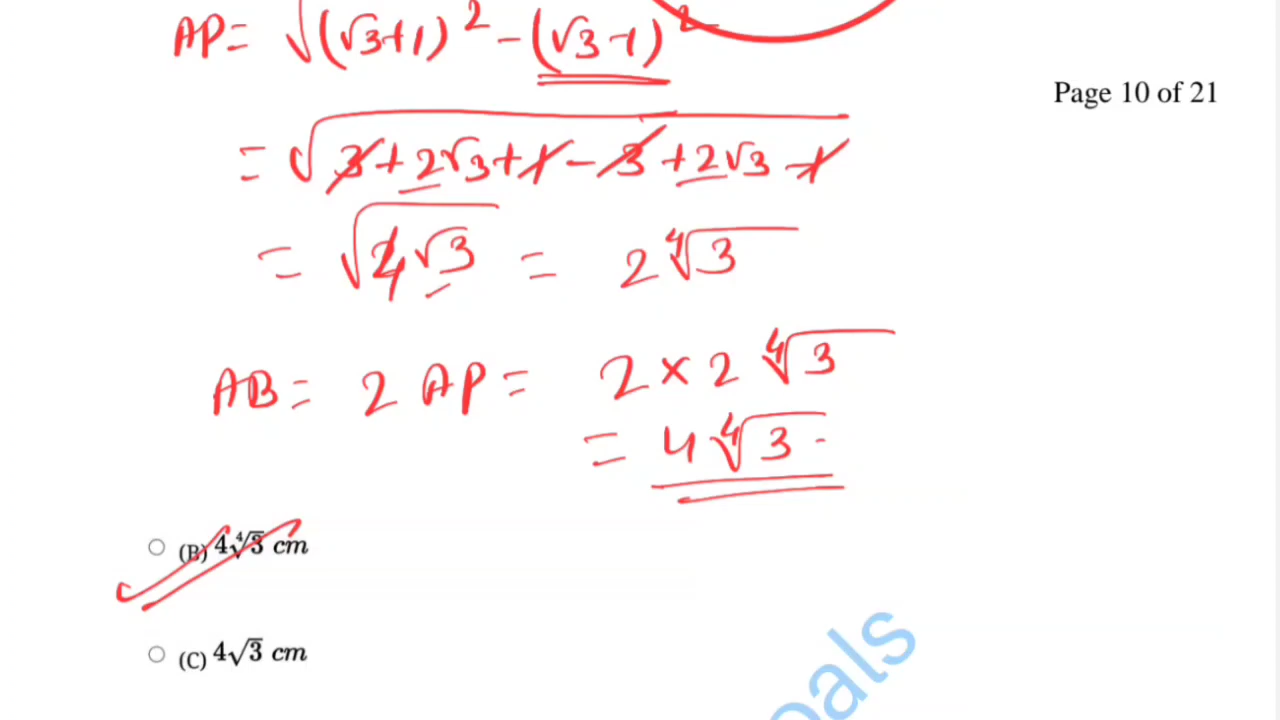 AP= √(√3+1)² - (√3-1)²
Page 10 of 21
= √3+2√3+1-3+2√3-1
= √4√3 = 2∜3
AB= 2 AP= 2×2∜3
= 4∜3
(B) 4∜3 cm
(C) 4√3 cm
oals